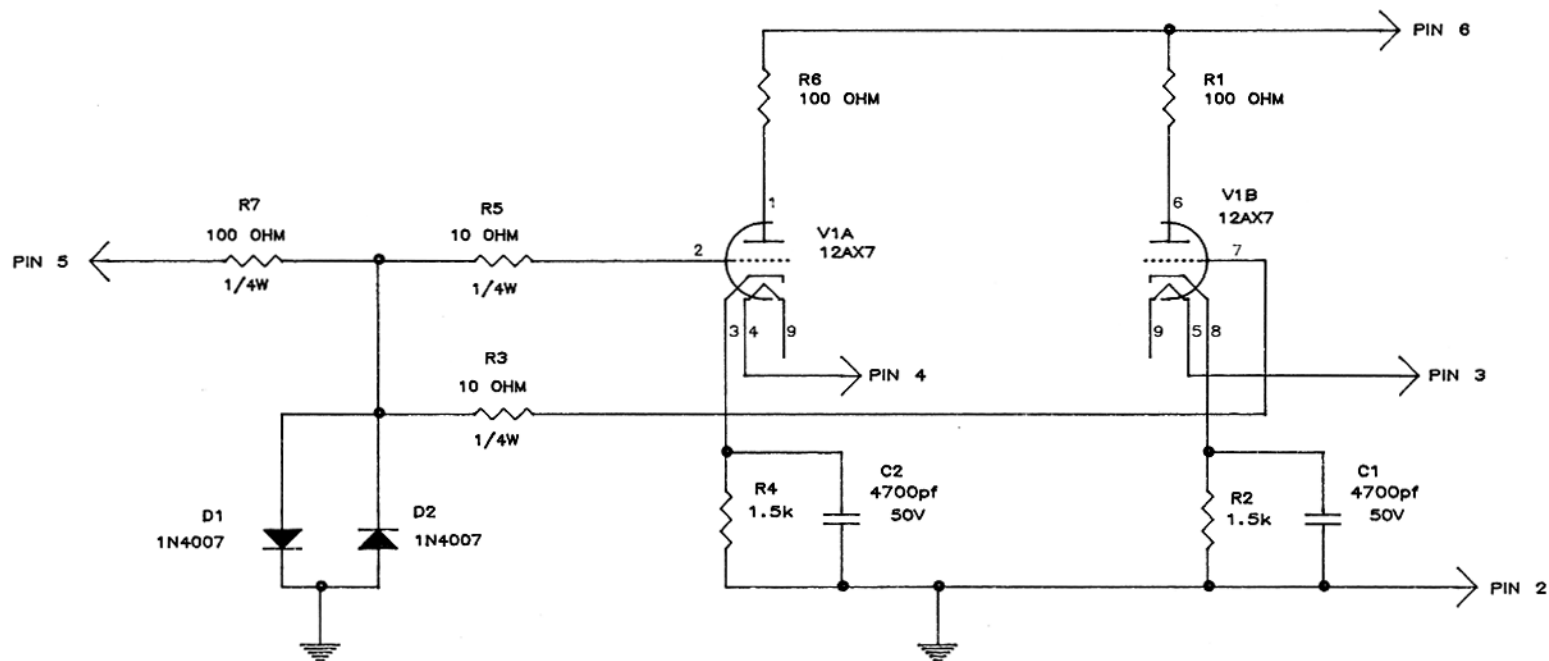 PIN 6
R6
100 OHM
R1
100 OHM
1
6
V1B
12AX7
R7
100 OHM
1/4W
R5
10 OHM
1/4W
PIN 5
2
V1A
12AX7
7
3
4
9
9
5
8
PIN 4
PIN 3
R3
10 OHM
1/4W
D1
1N4007
D2
1N4007
R4
1.5k
C2
4700pf
50V
R2
1.5k
C1
4700pf
50V
PIN 2